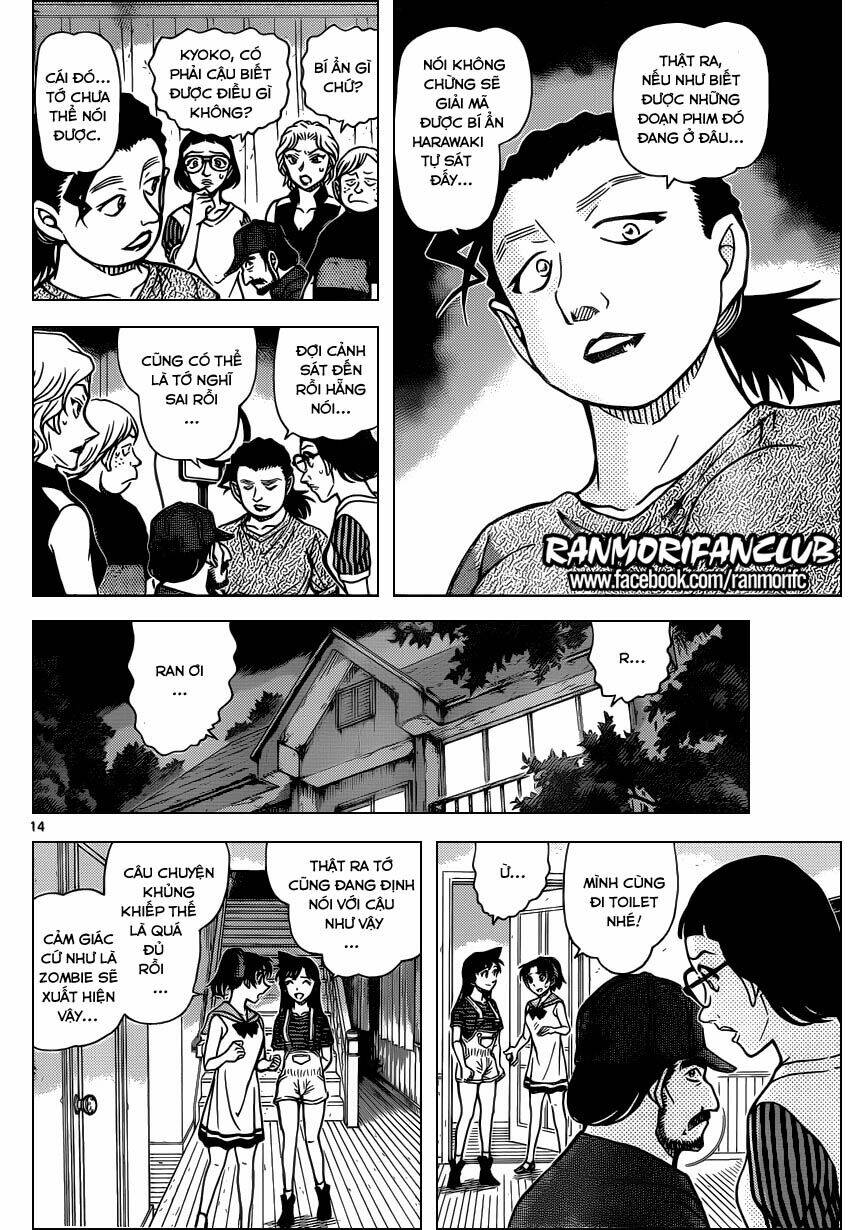 THẬT RA,
NẾU NHƯ BIẾT
ĐƯỢC NHỮNG
ĐOẠN PHIM ĐÓ
ĐANG Ở ĐÂU...
NÓI KHÔNG
CHỪNG SẼ
GIẢI MÃ
ĐƯỢC BÍ ẨN
HARAWAKI
TỰ SÁT
ĐẤY...
BÍ ẨN GÌ
CHỨ?
KYOKO, CÓ
PHẢI CẬU BIẾT
ĐƯỢC ĐIỀU GÌ
KHÔNG?
CÁI ĐÓ...
TỚ CHƯA
THỂ NÓI
ĐƯỢC.
ĐỢI CẢNH
SÁT ĐẾN
RỒI HẴNG
NÓI...
CŨNG CÓ THỂ
LÀ TỚ NGHĨ
SAI RỒI
...
RANMORIFANCLUB
www.facebook.com/ranmorifc
R...
RAN ƠI
...
14
MÌNH CÙNG
ĐI TOILET
NHÉ!
Ừ...
THẬT RA TỚ
CŨNG ĐANG ĐỊNH
NÓI VỚI CẬU
NHƯ VẬY
...
CÂU CHUYỆN
KHỦNG
KHIẾP THẾ
LÀ QUÁ
ĐỦ
RỒI ...
CẢM GIÁC
CỨ NHƯ LÀ
ZOMBIE SẼ
XUẤT HIỆN
VẬY...